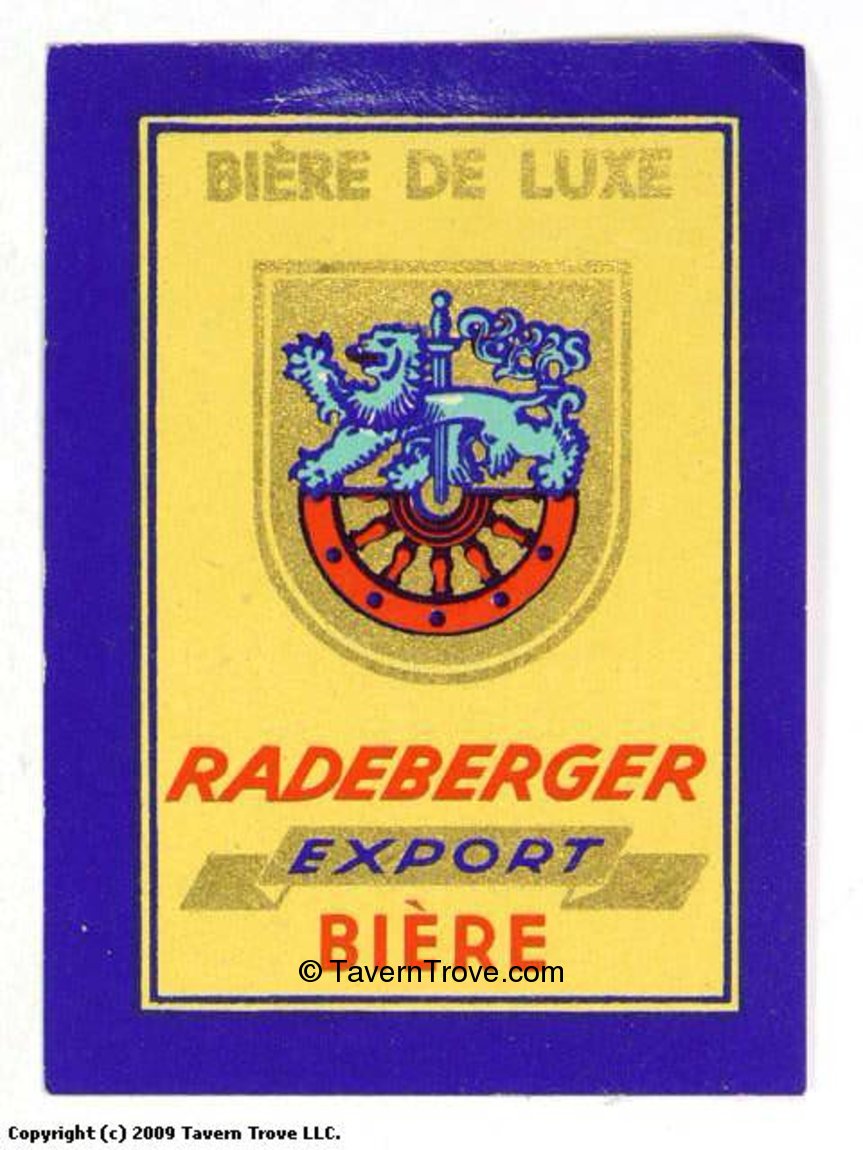 BIÈRE DE LUXE
RADEBERGER
EXPORT
BIÈRE
© TavernTrove.com
Copyright (c) 2009 Tavern Trove LLC.